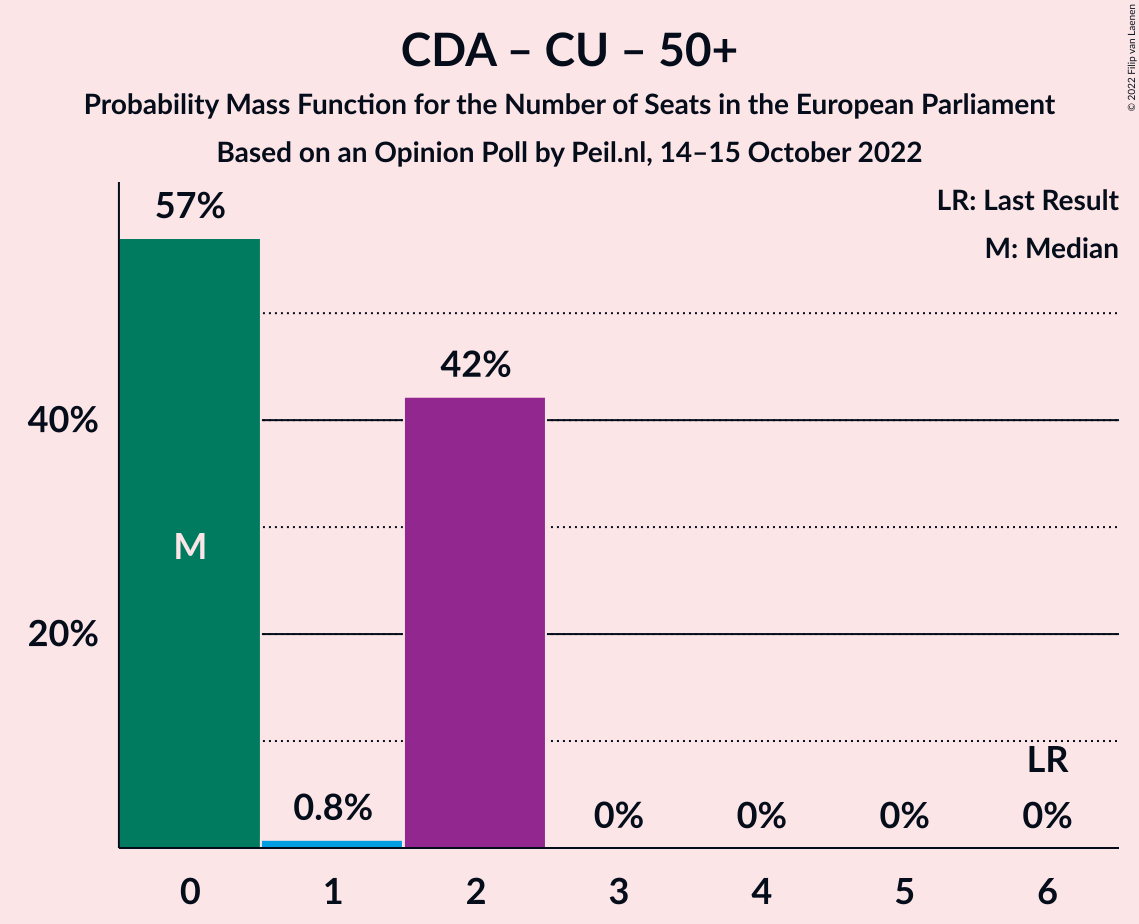 CDA – CU – 50+
Probability Mass Function for the Number of Seats in the European Parliament
Based on an Opinion Poll by Peil.nl, 14–15 October 2022
© 2022 Filip van Laenen
LR: Last Result
M: Median
57%
42%
40%
M
20%
LR
0.8%
0%
0%
0%
0%
0
1
2
3
4
5
6